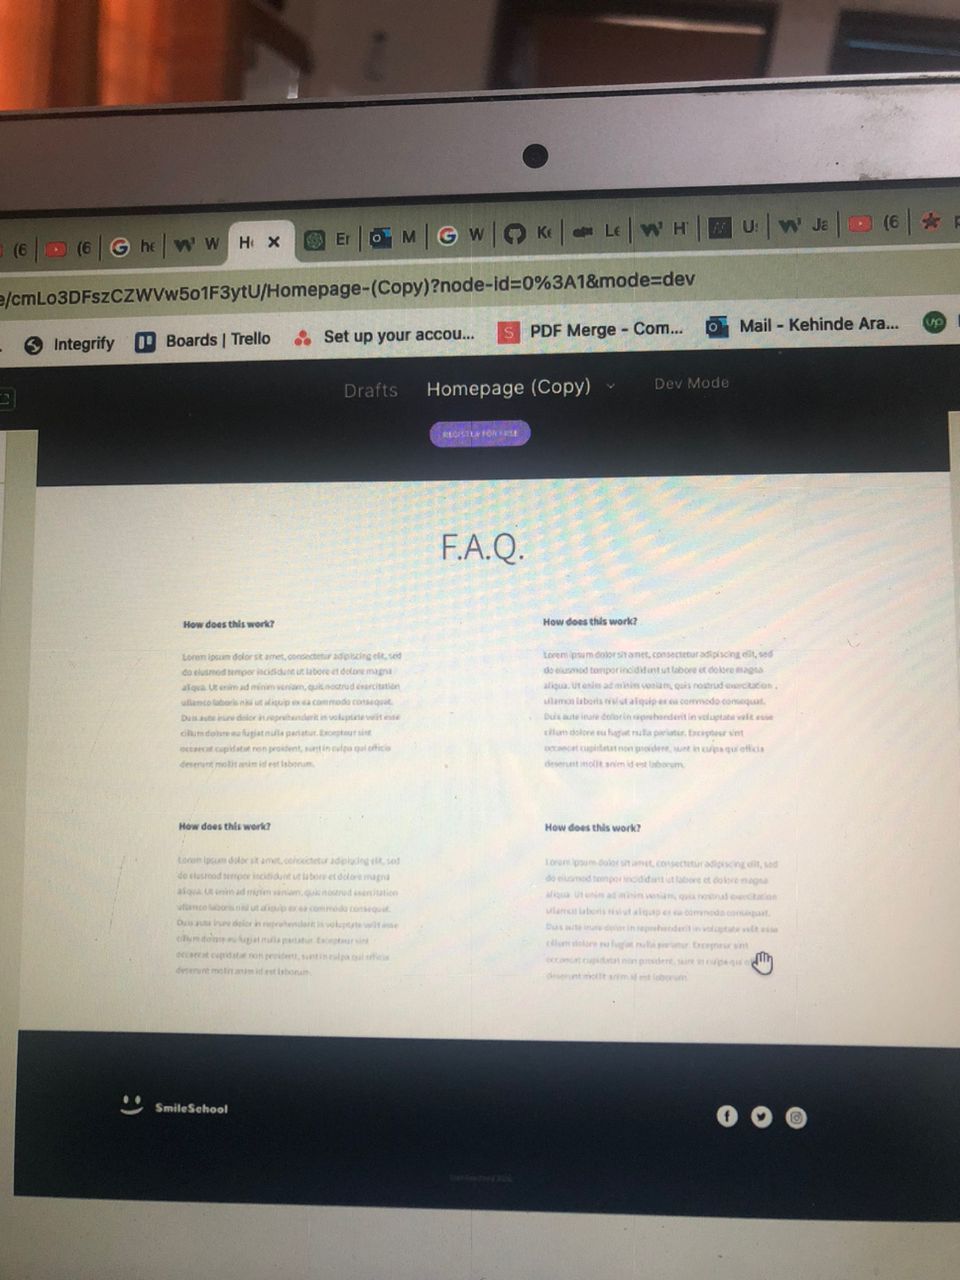 (6 (6 he W H Er M W Ke Le H' U: Ja (6
e/cmLo3DFszCZWVw5o1F3ytU/Homepage-(Copy)?node-id=0%3A1&mode=dev
Integrify Boards | Trello Set up your accou... S PDF Merge - Com... Mail - Kehinde Ara... up
Drafts Homepage (Copy) Dev Mode
REGISTER FOR FREE
F.A.Q.
How does this work?
Lorem ipsum dolor sit amet, consectetur adipiscing elit, sed
do eiusmod tempor incididunt ut labore et dolore magna
aliqua. Ut enim ad minim veniam, quis nostrud exercitation
ullamco laboris nisi ut aliquip ex ea commodo consequat.
Duis aute irure dolor in reprehenderit in voluptate velit esse
cillum dolore eu fugiat nulla pariatur. Excepteur sint
occaecat cupidatat non proident, sunt in culpa qui officia
deserunt mollit anim id est laborum.
How does this work?
Lorem ipsum dolor sit amet, consectetur adipiscing elit, sed
do eiusmod tempor incididunt ut labore et dolore magna
aliqua. Ut enim ad minim veniam, quis nostrud exercitation
ullamco laboris nisi ut aliquip ex ea commodo consequat.
Duis aute irure dolor in reprehenderit in voluptate velit esse
cillum dolore eu fugiat nulla pariatur. Excepteur sint
occaecat cupidatat non proident, sunt in culpa qui officia
deserunt mollit anim id est laborum.
How does this work?
Lorem ipsum dolor sit amet, consectetur adipiscing elit, sed
do eiusmod tempor incididunt ut labore et dolore magna
aliqua. Ut enim ad minim veniam, quis nostrud exercitation
ullamco laboris nisi ut aliquip ex ea commodo consequat.
Duis aute irure dolor in reprehenderit in voluptate velit esse
cillum dolore eu fugiat nulla pariatur. Excepteur sint
occaecat cupidatat non proident, sunt in culpa qui officia
deserunt mollit anim id est laborum.
How does this work?
Lorem ipsum dolor sit amet, consectetur adipiscing elit, sed
do eiusmod tempor incididunt ut labore et dolore magna
aliqua. Ut enim ad minim veniam, quis nostrud exercitation
ullamco laboris nisi ut aliquip ex ea commodo consequat.
Duis aute irure dolor in reprehenderit in voluptate velit esse
cillum dolore eu fugiat nulla pariatur. Excepteur sint
occaecat cupidatat non proident, sunt in culpa qui
deserunt mollit anim id est laborum.
SmileSchool